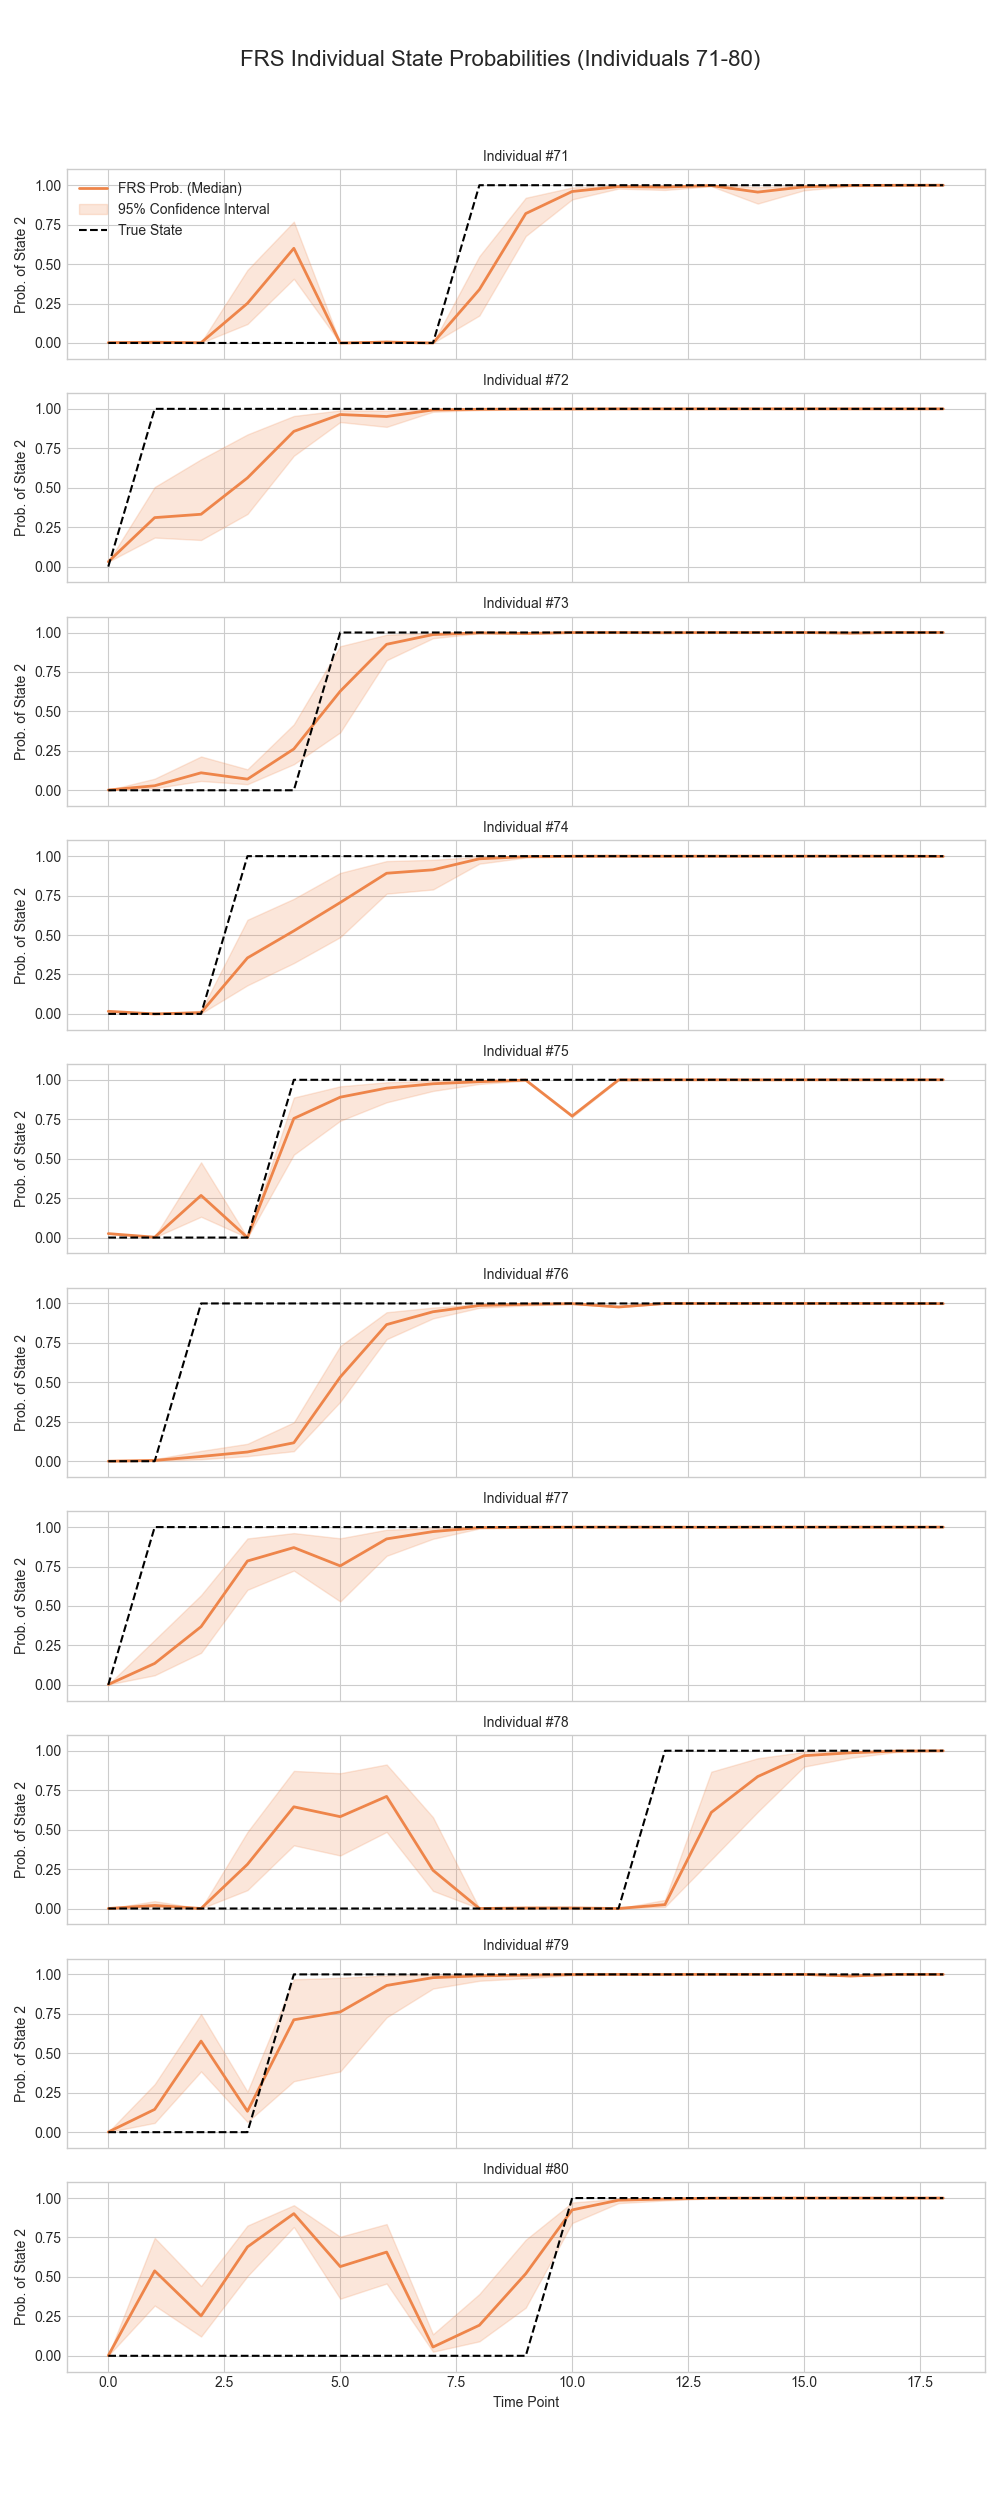 FRS Individual State Probabilities (Individuals 71-80)
Individual #71
FRS Prob. (Median)
95% Confidence Interval
True State
Prob. of State 2
1.00
0.75
0.50
0.25
0.00
Individual #72
Prob. of State 2
1.00
0.75
0.50
0.25
0.00
Individual #73
Prob. of State 2
1.00
0.75
0.50
0.25
0.00
Individual #74
Prob. of State 2
1.00
0.75
0.50
0.25
0.00
Individual #75
Prob. of State 2
1.00
0.75
0.50
0.25
0.00
Individual #76
Prob. of State 2
1.00
0.75
0.50
0.25
0.00
Individual #77
Prob. of State 2
1.00
0.75
0.50
0.25
0.00
Individual #78
Prob. of State 2
1.00
0.75
0.50
0.25
0.00
Individual #79
Prob. of State 2
1.00
0.75
0.50
0.25
0.00
Individual #80
Prob. of State 2
1.00
0.75
0.50
0.25
0.00
0.0 2.5 5.0 7.5 10.0 12.5 15.0 17.5
Time Point